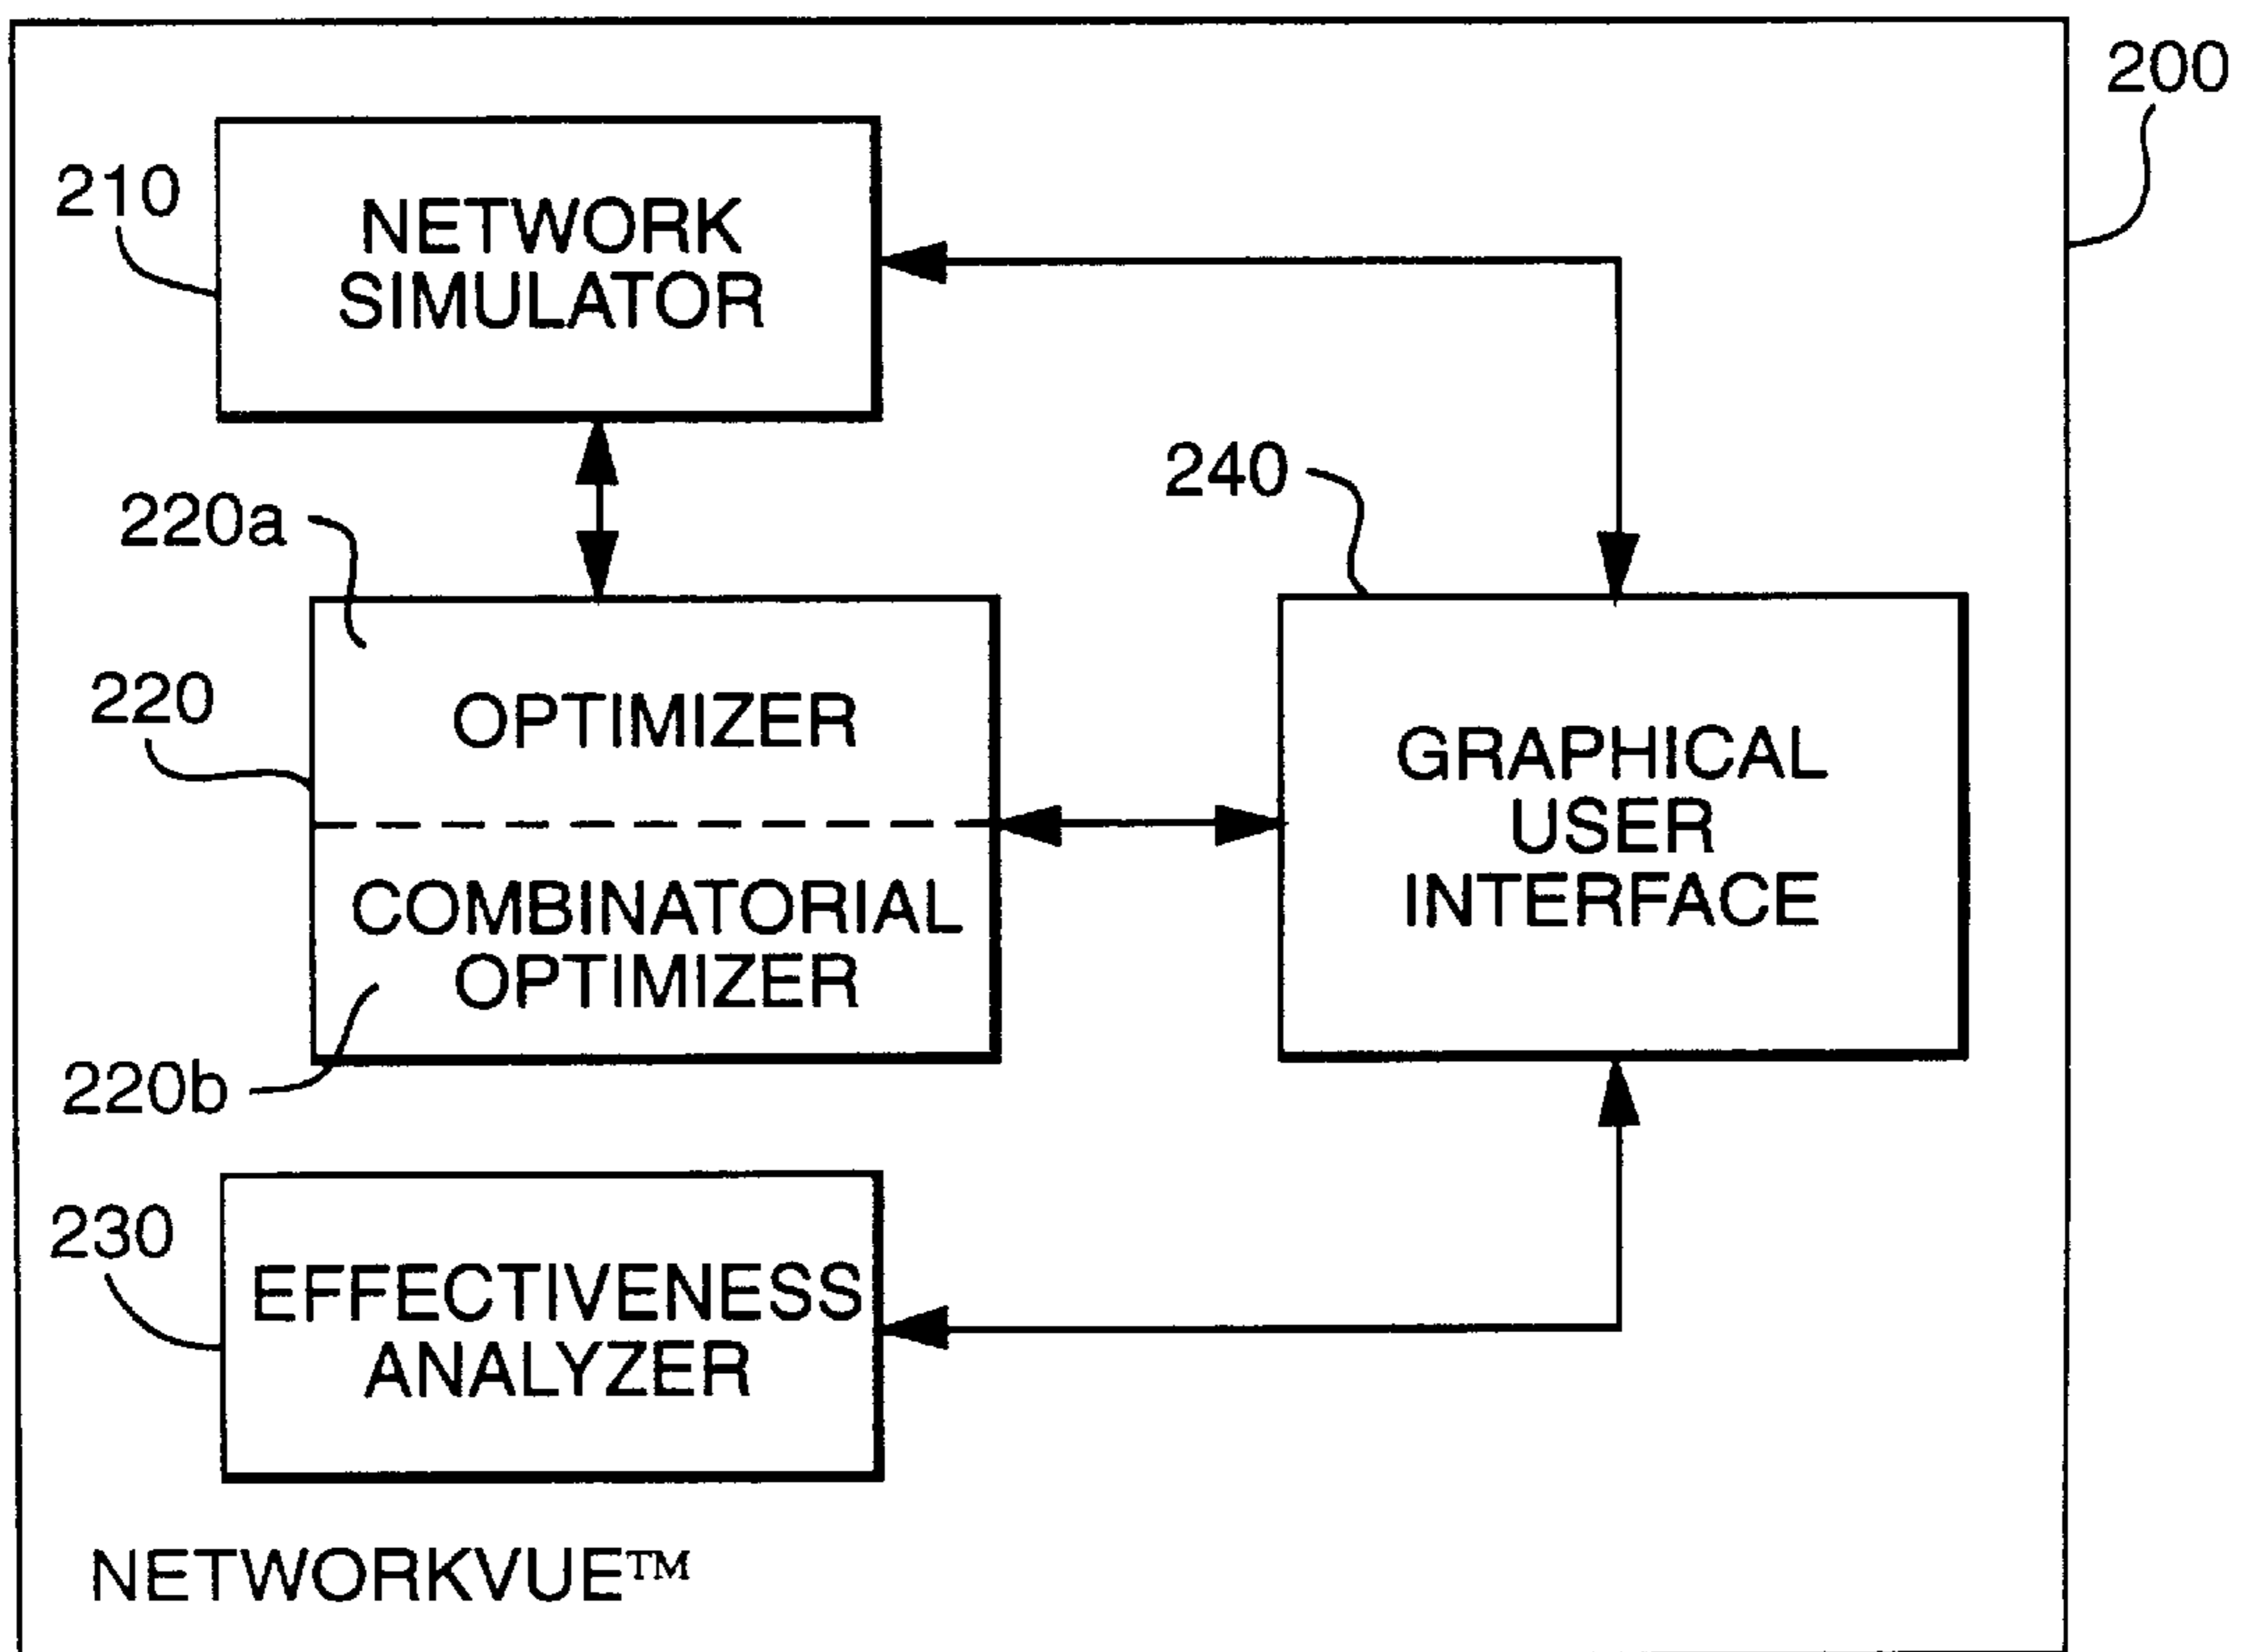 200
210
NETWORK
SIMULATOR
240
220a
220
OPTIMIZER
GRAPHICAL
USER
INTERFACE
COMBINATORIAL
OPTIMIZER
220b
230
EFFECTIVENESS
ANALYZER
NETWORKVUE™